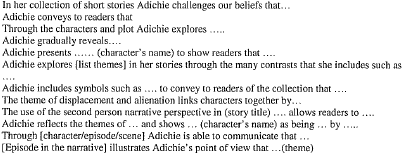 In her collection of short stories Adichie challenges our beliefs that…
Adichie conveys to readers that
Through the characters and plot Adichie explores …..
Adichie gradually reveals….
Adichie presents …… (character's name) to show readers that ….
Adichie explores [list themes] in her stories through the many contrasts that she includes such as
….
Adichie includes symbols such as …. to convey to readers of the collection that ….
The theme of displacement and alienation links characters together by…
The use of the second person narrative perspective in (story title) …. allows readers to ….
Adichie reflects the themes of … and shows … (character's name) as being … by …..
Through [character/episode/scene] Adichie is able to communicate that …
[Episode in the narrative] illustrates Adichie's point of view that …(theme)